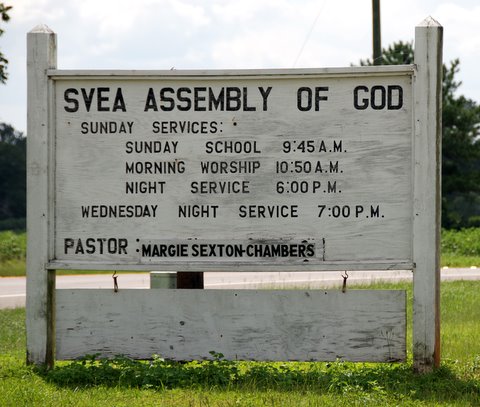 SVEA ASSEMBLY OF GOD
SUNDAY SERVICES:
SUNDAY SCHOOL 9:45 A.M.
MORNING WORSHIP 10:50 A.M.
NIGHT SERVICE 6:00 P.M.
WEDNESDAY NIGHT SERVICE 7:00 P.M.
PASTOR: MARGIE SEXTON-CHAMBERS